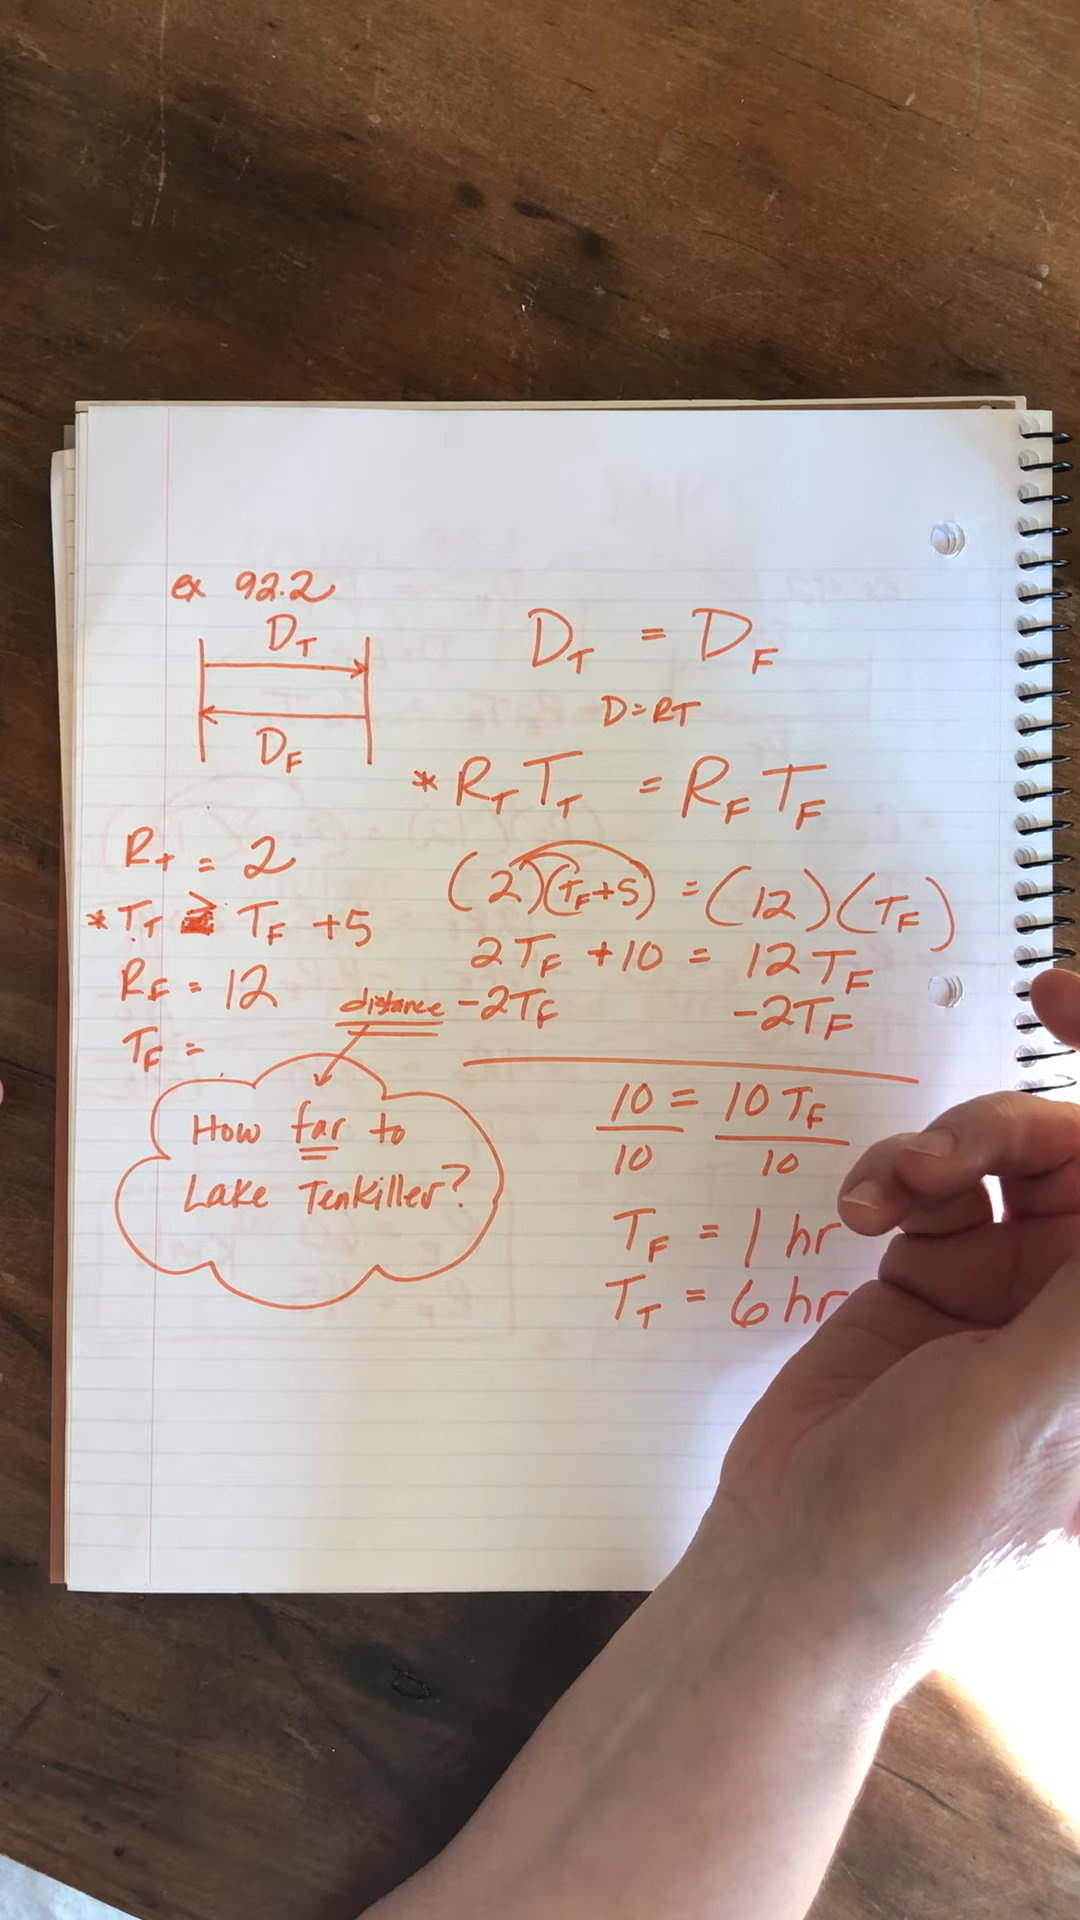 ex 92.2
D_T
D_F
D_T = D_F
D=RT
* R_T T_T = R_F T_F
R_T = 2
* T_T = T_F + 5
R_F = 12
T_F =
(2)(T_F+5) = (12)(T_F)
2T_F + 10 = 12T_F
-2T_F -2T_F
10 = 10T_F
10 10
T_F = 1 hr
T_T = 6 hr
distance
How far to
Lake Tenkiller?